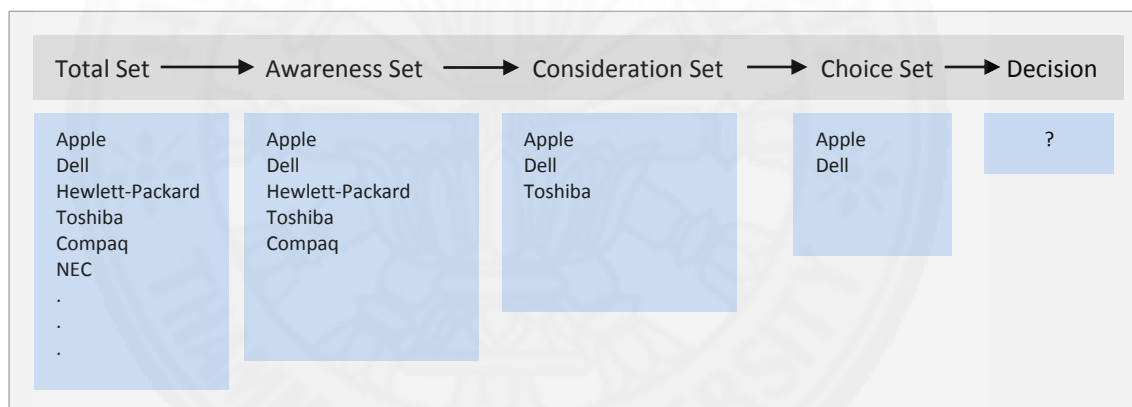 Total Set Awareness Set Consideration Set Choice Set Decision
Apple
Dell
Hewlett-Packard
Toshiba
Compaq
NEC
.
.
.
Apple
Dell
Hewlett-Packard
Toshiba
Compaq
Apple
Dell
Toshiba
Apple
Dell
?